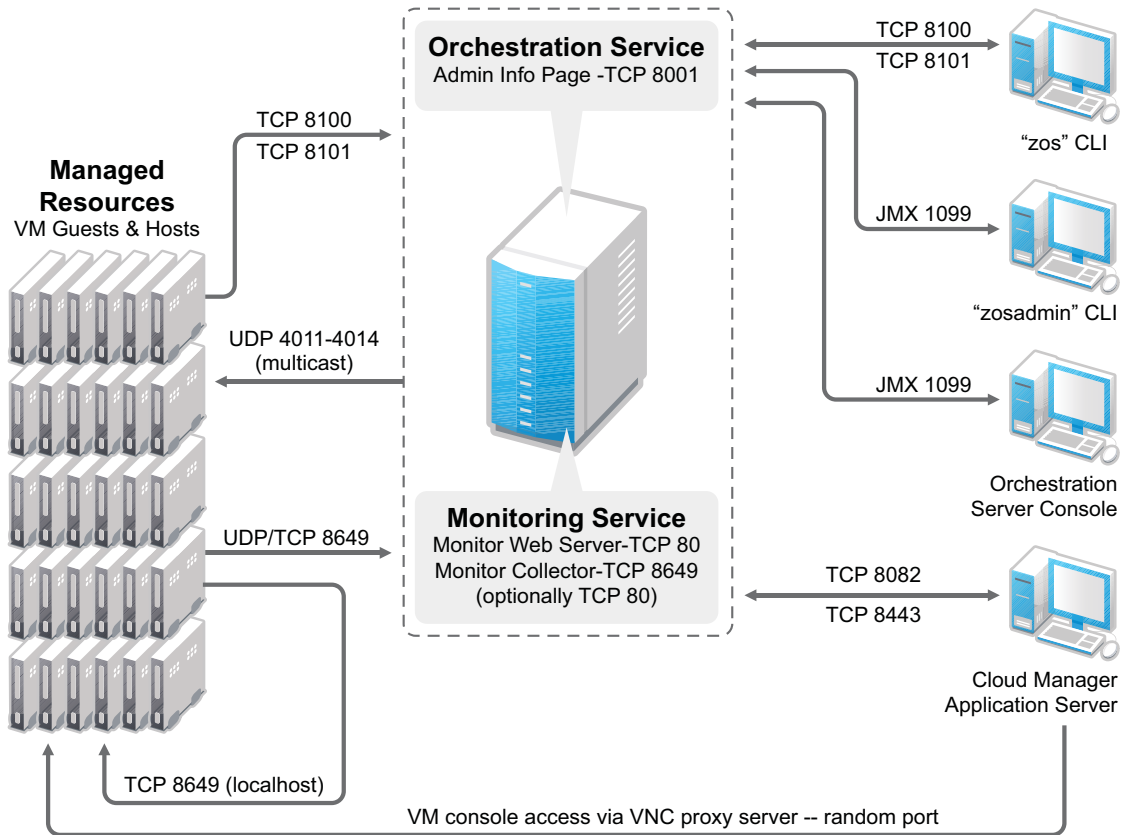 Orchestration Service
Admin Info Page -TCP 8001
TCP 8100
TCP 8101
“zos” CLI
TCP 8100
TCP 8101
Managed
Resources
VM Guests & Hosts
JMX 1099
“zosadmin” CLI
UDP 4011-4014
(multicast)
JMX 1099
Orchestration
Server Console
UDP/TCP 8649
Monitoring Service
Monitor Web Server-TCP 80
Monitor Collector-TCP 8649
(optionally TCP 80)
TCP 8082
TCP 8443
Cloud Manager
Application Server
TCP 8649 (localhost)
VM console access via VNC proxy server -- random port